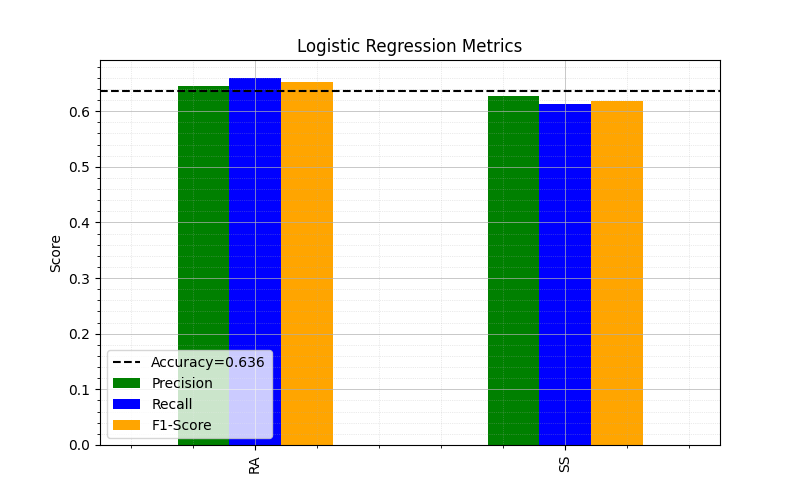 Logistic Regression Metrics
Score
0.6
0.5
0.4
0.3
0.2
0.1
0.0
Accuracy=0.636
Precision
Recall
F1-Score
RA
SS